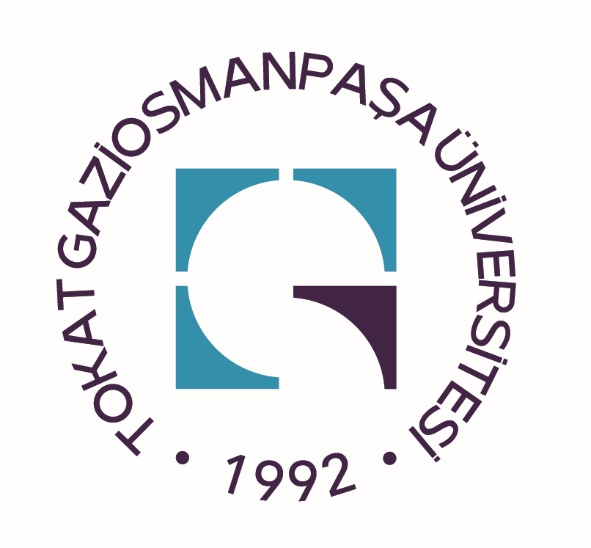 TOKAT GAZİOSMANPAŞA ÜNİVERSİTESİ
• 1992 •